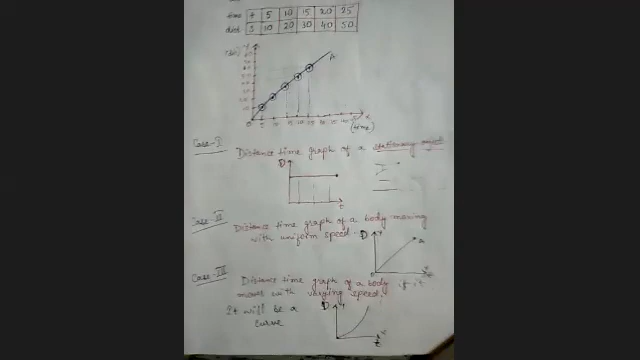 time 7 5 10 15 20 25
dist 5 10 20 30 40 50
Y
A
X
(time)
Case-I Distance time graph of a stationary object
D
t
Case II Distance time graph of a body moving
with uniform speed.
D Y
A
O X
Case-III Distance time graph of a body
moves with varying speed.
It will be a
curve
D Y
X
t